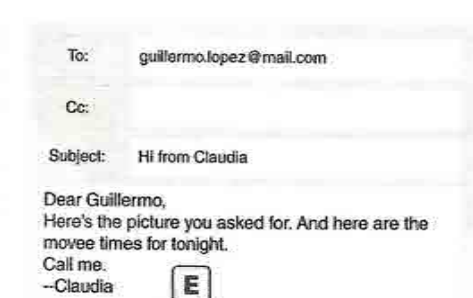 To: guillermo.lopez@mail.com
Cc:
Subject: Hi from Claudia
Dear Guillermo,
Here's the picture you asked for. And here are the
movee times for tonight.
Call me.
--Claudia
E